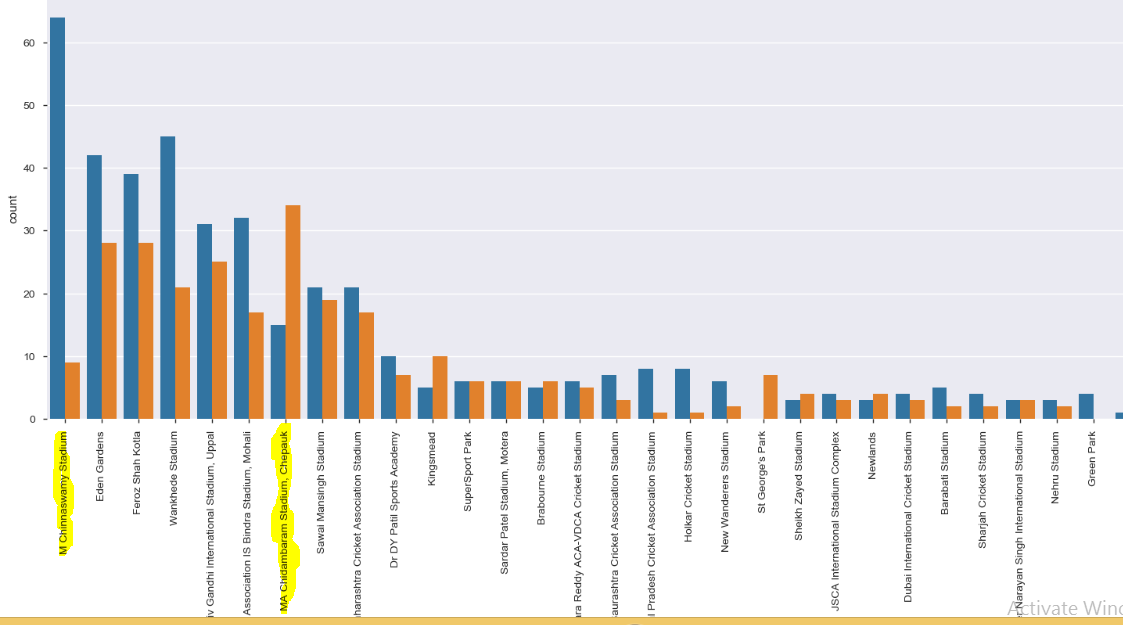 60
50
40
30
20
10
0
count
M Chinnaswamy Stadium
Eden Gardens
Feroz Shah Kotla
Wankhede Stadium
Gandhi International Stadium, Uppal
Association IS Bindra Stadium, Mohali
MA Chidambaram Stadium, Chepauk
Sawai Mansingh Stadium
harashtra Cricket Association Stadium
Dr DY Patil Sports Academy
Kingsmead
SuperSport Park
Sardar Patel Stadium, Motera
Brabourne Stadium
ara Reddy ACA-VDCA Cricket Stadium
aurashtra Cricket Association Stadium
l Pradesh Cricket Association Stadium
Holkar Cricket Stadium
New Wanderers Stadium
St George's Park
Sheikh Zayed Stadium
JSCA International Stadium Complex
Newlands
Dubai International Cricket Stadium
Barabati Stadium
Sharjah Cricket Stadium
Narayan Singh International Stadium
Nehru Stadium
Green Park
Activate Wind